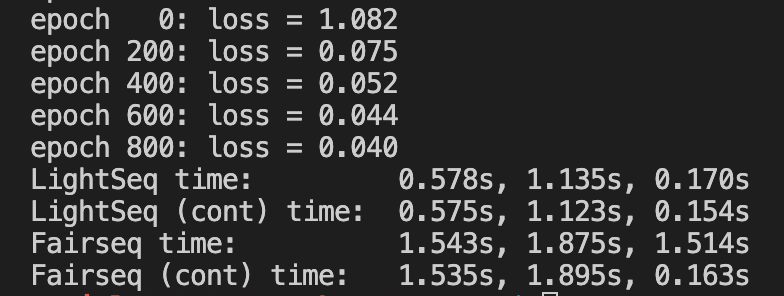 epoch   0: loss = 1.082
epoch 200: loss = 0.075
epoch 400: loss = 0.052
epoch 600: loss = 0.044
epoch 800: loss = 0.040
LightSeq time:         0.578s, 1.135s, 0.170s
LightSeq (cont) time:  0.575s, 1.123s, 0.154s
Fairseq time:          1.543s, 1.875s, 1.514s
Fairseq (cont) time:   1.535s, 1.895s, 0.163s